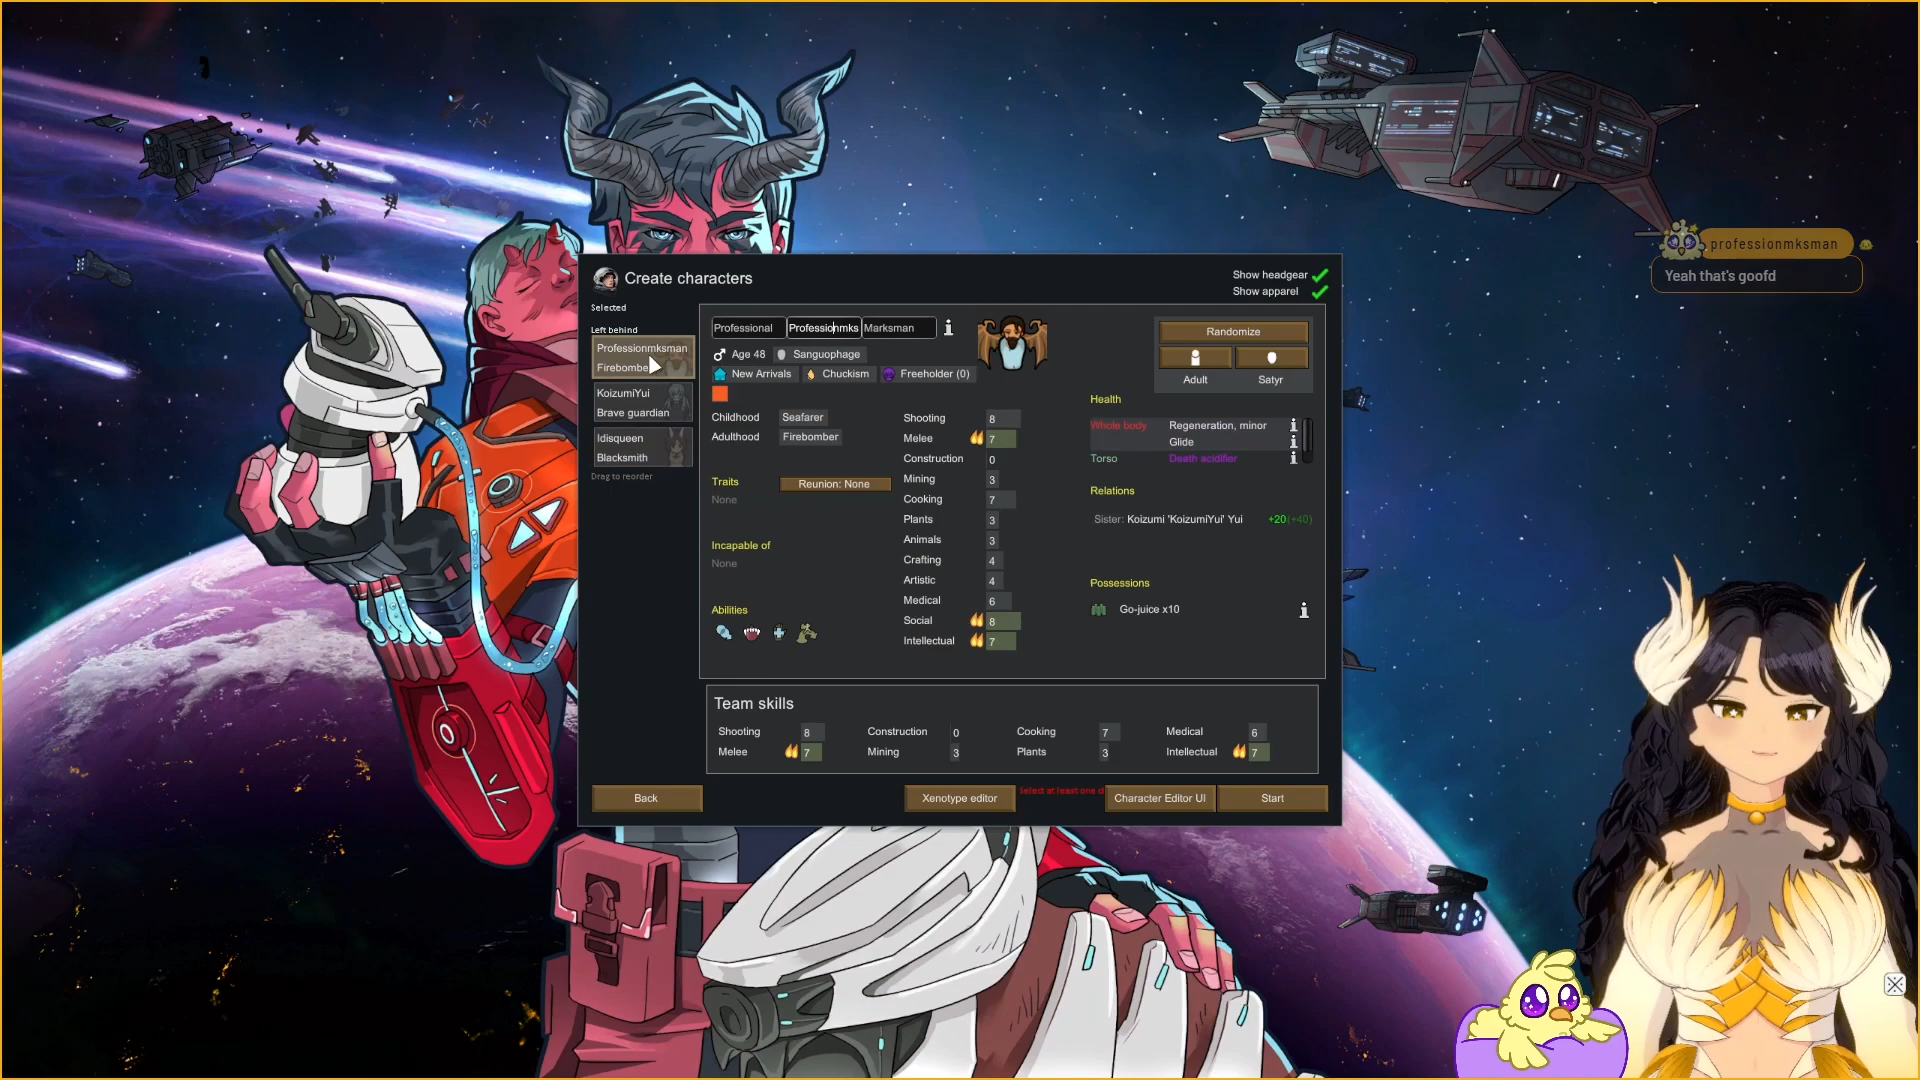 Create characters
Show headgear
Show apparel
Selected
Left behind
Professionmksman
Firebombe
KoizumiYui
Brave guardian
Idisqueen
Blacksmith
Drag to reorder
Professional
Professionmks
Marksman
Age 48
Sanguophage
New Arrivals
Chuckism
Freeholder (0)
Childhood
Seafarer
Adulthood
Firebomber
Traits
Reunion: None
None
Incapable of
None
Abilities
Shooting 8
Melee 7
Construction 0
Mining 3
Cooking 7
Plants 3
Animals 3
Crafting 4
Artistic 4
Medical 6
Social 8
Intellectual 7
Randomize
Adult
Satyr
Health
Whole body
Regeneration, minor
Glide
Torso
Death acidifier
Relations
Sister: Koizumi 'KoizumiYui' Yui +20 (+40)
Possessions
Go-juice x10
Team skills
Shooting 8
Construction 0
Cooking 7
Medical 6
Melee 7
Mining 3
Plants 3
Intellectual 7
Back
Xenotype editor
Select at least one c
Character Editor UI
Start
professionmksman
Yeah that's goofd